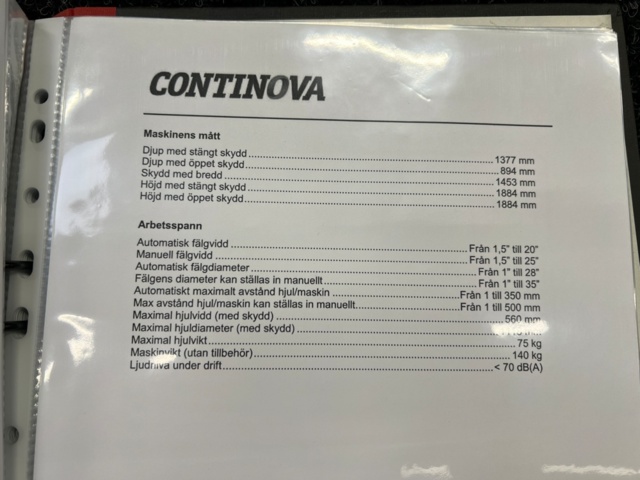 CONTINOVA
Maskinens mått
Djup med stängt skydd 1377 mm
Djup med öppet skydd 894 mm
Skydd med bredd 1453 mm
Höjd med stängt skydd 1884 mm
Höjd med öppet skydd 1884 mm
Arbetsspann
Automatisk fälgvidd Från 1,5" till 20"
Manuell fälgvidd Från 1,5" till 25"
Automatisk fälgdiameter Från 1" till 28"
Fälgens diameter kan ställas in manuellt Från 1" till 35"
Automatiskt maximalt avstånd hjul/maskin Från 1 till 350 mm
Max avstånd hjul/maskin kan ställas in manuellt Från 1 till 500 mm
Maximal hjulvidd (med skydd) 560 mm
Maximal hjuldiameter (med skydd)
Maximal hjulvikt 75 kg
Maskinvikt (utan tillbehör) 140 kg
Ljudnivå under drift < 70 dB(A)